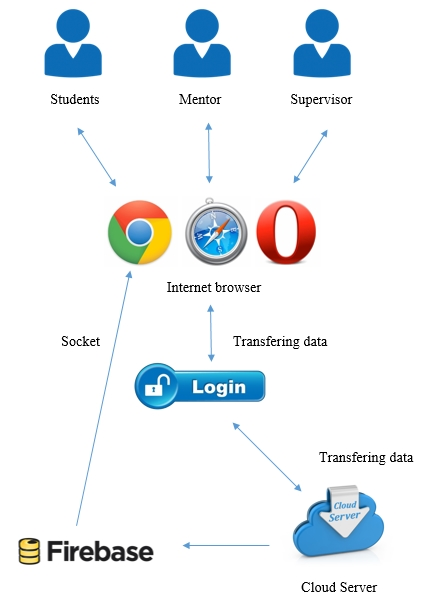 Students
Mentor
Supervisor
Internet browser
Socket
Transfering data
Login
Transfering data
Cloud
Server
Firebase
Cloud Server